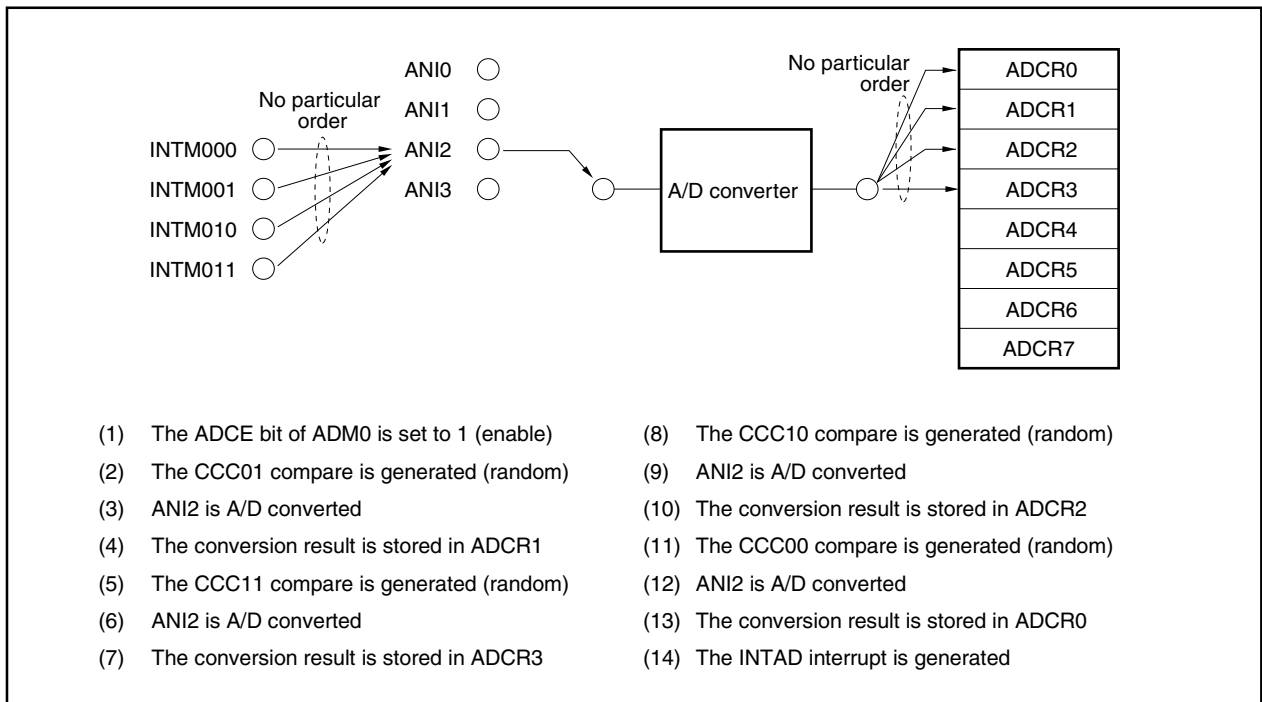 No particular
order
INTM000
INTM001
INTM010
INTM011
ANI0
ANI1
ANI2
ANI3
A/D converter
No particular
order
ADCR0
ADCR1
ADCR2
ADCR3
ADCR4
ADCR5
ADCR6
ADCR7
(1) The ADCE bit of ADM0 is set to 1 (enable)
(2) The CCC01 compare is generated (random)
(3) ANI2 is A/D converted
(4) The conversion result is stored in ADCR1
(5) The CCC11 compare is generated (random)
(6) ANI2 is A/D converted
(7) The conversion result is stored in ADCR3
(8) The CCC10 compare is generated (random)
(9) ANI2 is A/D converted
(10) The conversion result is stored in ADCR2
(11) The CCC00 compare is generated (random)
(12) ANI2 is A/D converted
(13) The conversion result is stored in ADCR0
(14) The INTAD interrupt is generated